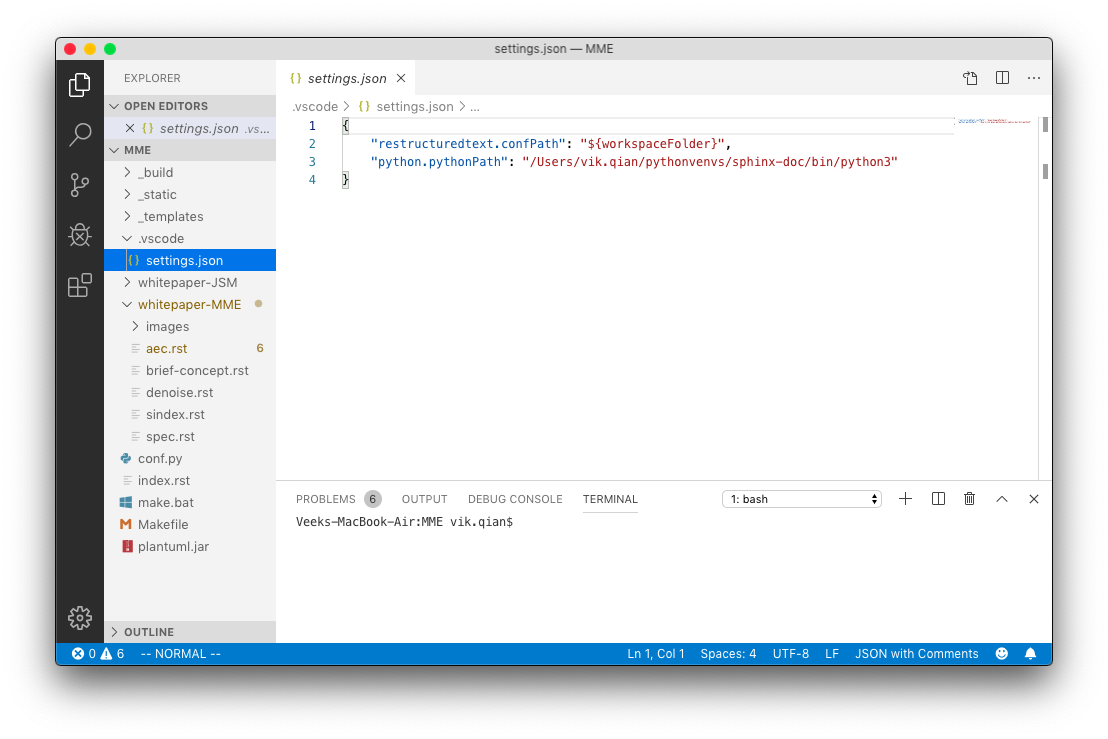 settings.json — MME
EXPLORER
OPEN EDITORS
settings.json .vs...
MME
_build
_static
_templates
.vscode
{} settings.json
whitepaper-JSM
whitepaper-MME
images
aec.rst 6
brief-concept.rst
denoise.rst
sindex.rst
spec.rst
conf.py
index.rst
make.bat
Makefile
plantuml.jar
OUTLINE
{} settings.json
.vscode > {} settings.json > ...
1 {
2 "restructuredtext.confPath": "${workspaceFolder}",
3 "python.pythonPath": "/Users/vik.qian/pythonvenvs/sphinx-doc/bin/python3"
4 }
PROBLEMS 6 OUTPUT DEBUG CONSOLE TERMINAL 1: bash
Veeks-MacBook-Air:MME vik.qian$
0 6 -- NORMAL -- Ln 1, Col 1 Spaces: 4 UTF-8 LF JSON with Comments